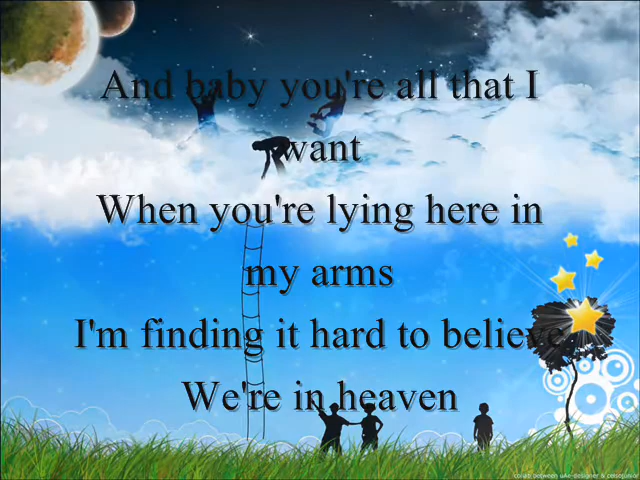 And baby you're all that I
want
When you're lying here in
my arms
I'm finding it hard to believe
We're in heaven